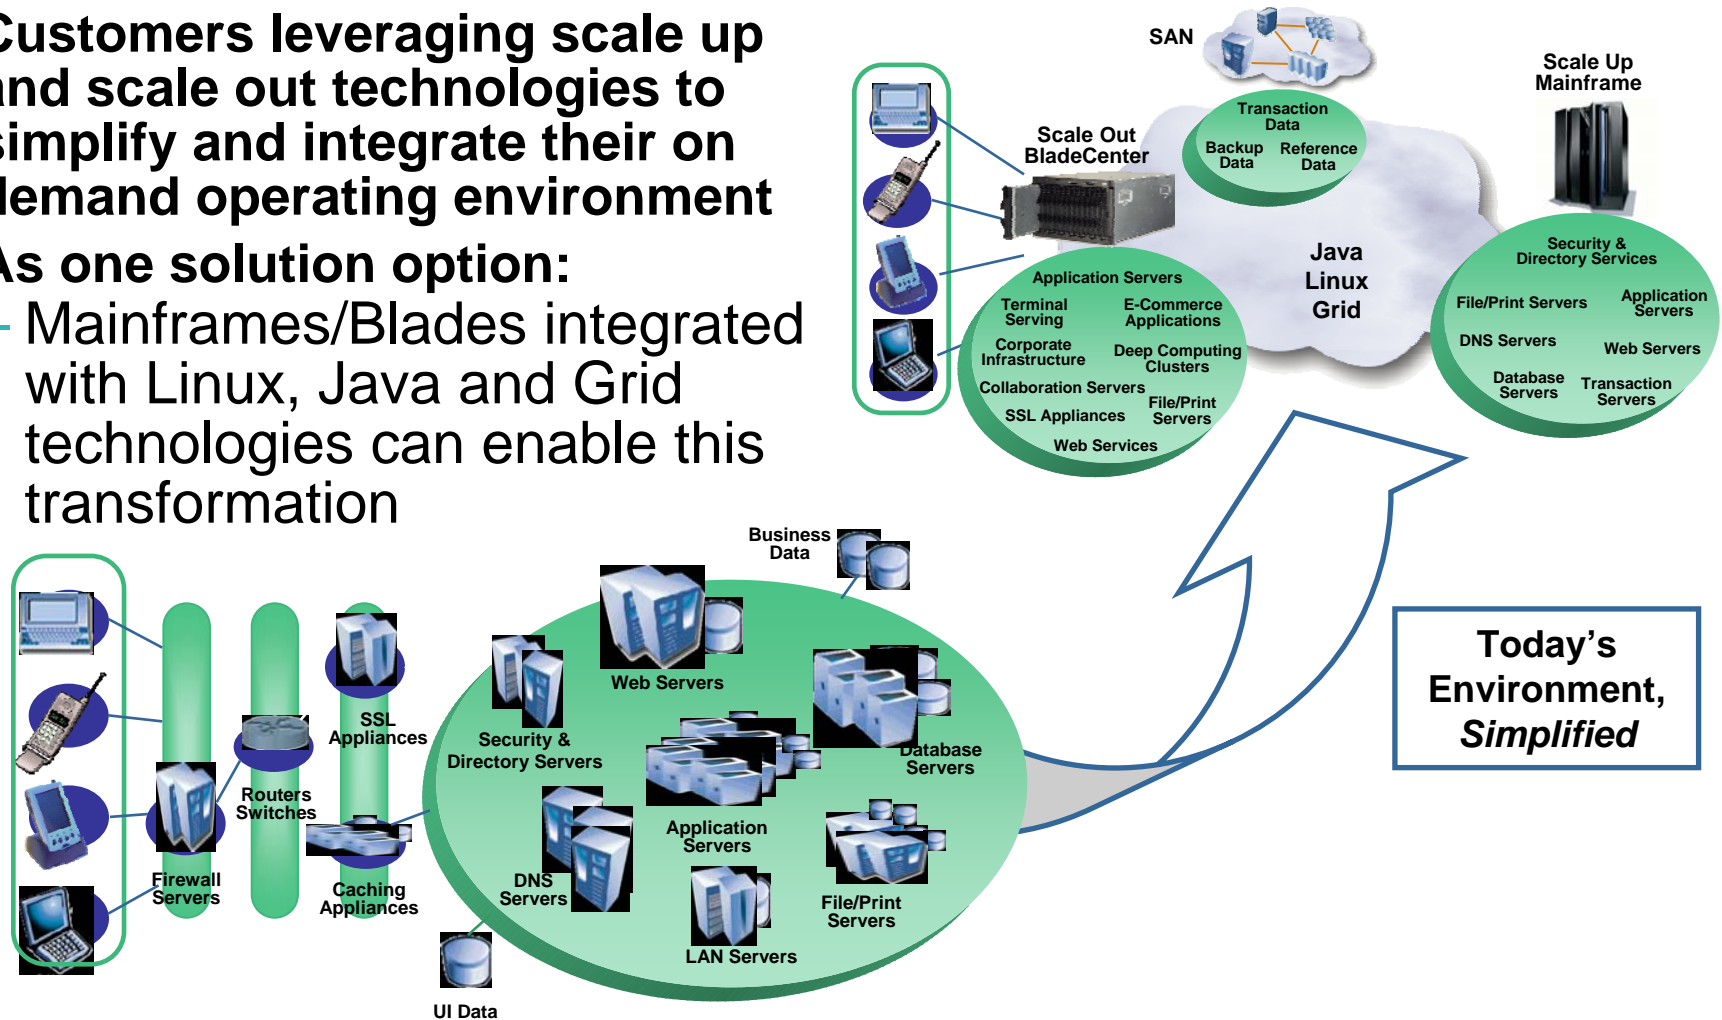 Customers leveraging scale up
and scale out technologies to
simplify and integrate their on
demand operating environment
As one solution option:
– Mainframes/Blades integrated
with Linux, Java and Grid
technologies can enable this
transformation
SAN
Transaction
Data
Backup
Data
Reference
Data
Scale Up
Mainframe
Scale Out
BladeCenter
Java
Linux
Grid
Application Servers
Terminal
Serving
E-Commerce
Applications
Corporate
Infrastructure
Deep Computing
Clusters
Collaboration Servers
SSL Appliances
File/Print
Servers
Web Services
Security &
Directory Services
File/Print Servers
Application
Servers
DNS Servers
Web Servers
Database
Servers
Transaction
Servers
Today’s
Environment,
Simplified
Business
Data
Web Servers
Security &
Directory Servers
Database
Servers
Application
Servers
DNS
Servers
File/Print
Servers
LAN Servers
UI Data
SSL
Appliances
Routers
Switches
Firewall
Servers
Caching
Appliances